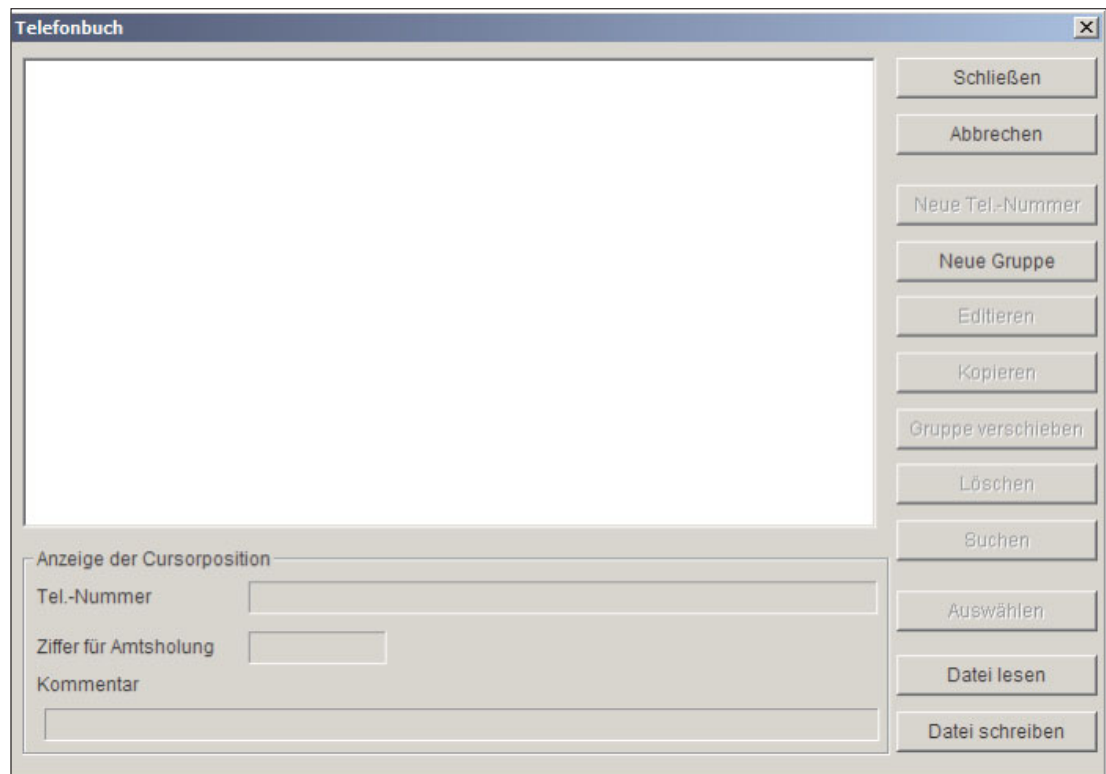 Telefonbuch
Schließen
Abbrechen
Neue Tel.-Nummer
Neue Gruppe
Editieren
Kopieren
Gruppe verschieben
Löschen
Suchen
Auswählen
Datei lesen
Datei schreiben
Anzeige der Cursorposition
Tel.-Nummer
Ziffer für Amtsholung
Kommentar